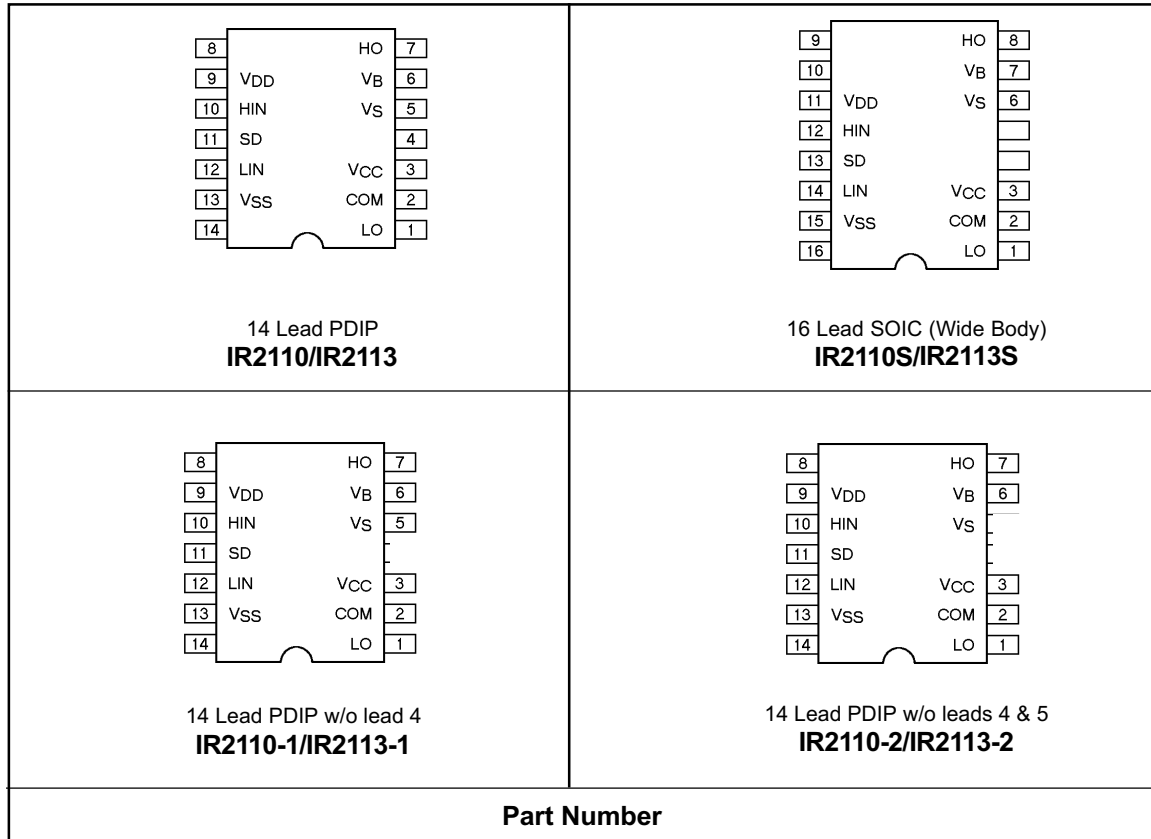 8 HO 7
9 VDD VB 6
10 HIN VS 5
11 SD 4
12 LIN VCC 3
13 VSS COM 2
14 LO 1
14 Lead PDIP
IR2110/IR2113
9 HO 8
10 VB 7
11 VDD VS 6
12 HIN
13 SD
14 LIN VCC 3
15 VSS COM 2
16 LO 1
16 Lead SOIC (Wide Body)
IR2110S/IR2113S
8 HO 7
9 VDD VB 6
10 HIN VS 5
11 SD
12 LIN VCC 3
13 VSS COM 2
14 LO 1
14 Lead PDIP w/o lead 4
IR2110-1/IR2113-1
8 HO 7
9 VDD VB 6
10 HIN VS
11 SD
12 LIN VCC 3
13 VSS COM 2
14 LO 1
14 Lead PDIP w/o leads 4 & 5
IR2110-2/IR2113-2
Part Number